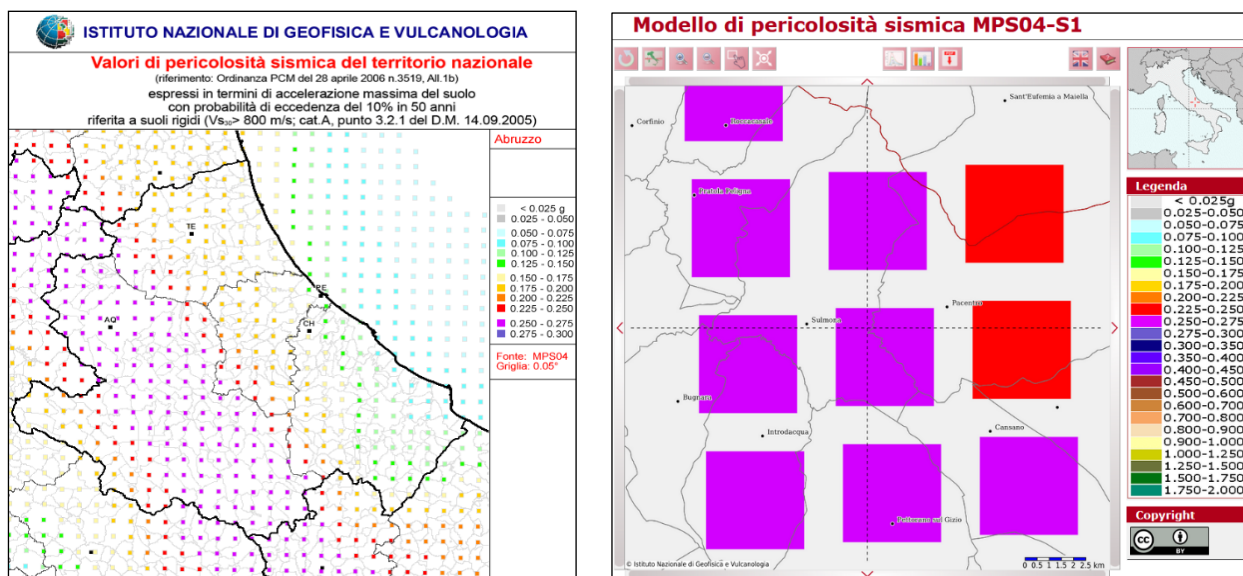 ISTITUTO NAZIONALE DI GEOFISICA E VULCANOLOGIA
Valori di pericolosità sismica del territorio nazionale
(riferimento: Ordinanza PCM del 28 aprile 2006 n.3519, All.1b)
espressi in termini di accelerazione massima del suolo
con probabilità di eccedenza del 10% in 50 anni
riferita a suoli rigidi (Vs₃₀> 800 m/s; cat.A, punto 3.2.1 del D.M. 14.09.2005)
Abruzzo
< 0.025 g
0.025 - 0.050
0.050 - 0.075
0.075 - 0.100
0.100 - 0.125
0.125 - 0.150
0.150 - 0.175
0.175 - 0.200
0.200 - 0.225
0.225 - 0.250
0.250 - 0.275
0.275 - 0.300
Fonte: MPS04
Griglia: 0.05°
TE
PE
AQ
CH
Modello di pericolosità sismica MPS04-S1
Sant'Eufemia a Maiella
Corfinio
Roccacasale
Pratola Peligna
Pacentro
Sulmona
Bugnara
Introdacqua
Cansano
Pettorano sul Gizio
0 0.5 1 1.5 2 2.5 km
© Istituto Nazionale di Geofisica e Vulcanologia
Legenda
< 0.025g
0.025-0.050
0.050-0.075
0.075-0.100
0.100-0.125
0.125-0.150
0.150-0.175
0.175-0.200
0.200-0.225
0.225-0.250
0.250-0.275
0.275-0.300
0.300-0.350
0.350-0.400
0.400-0.450
0.450-0.500
0.500-0.600
0.600-0.700
0.700-0.800
0.800-0.900
0.900-1.000
1.000-1.250
1.250-1.500
1.500-1.750
1.750-2.000
Copyright
cc
BY